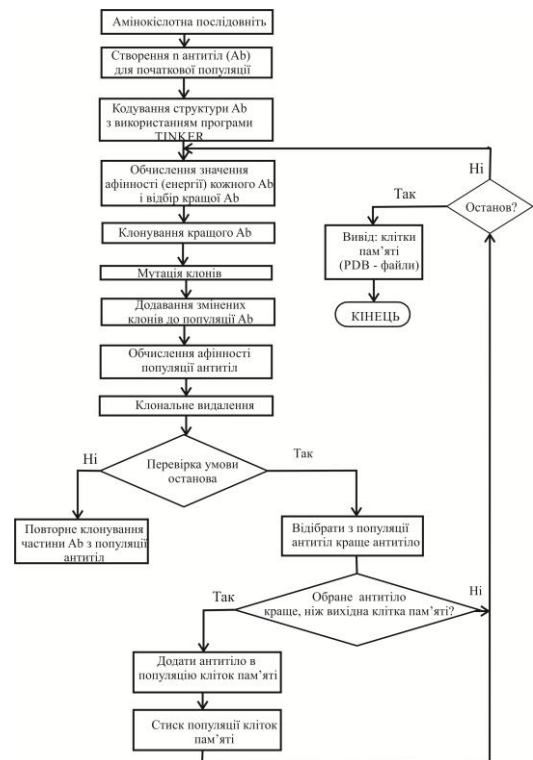 Амінокіслотна послідовніть
Створення n антитіл (Ab)
для початкової популяції
Кодування структури Ab
з використанням програми
TINKER
Обчислення значення
афінності (енергії) кожного Ab
і відбір кращої Ab
Клонування кращого Ab
Мутація клонів
Додавання змінених
клонів до популяції Ab
Обчислення афінності
популяції антитіл
Клональне видалення
Перевірка умови
останова
Ні
Так
Повторне клонування
частини Ab з популяції
антитіл
Відібрати з популяції
антитіл краще антитіло
Обране антитіло
краще, ніж вихідна клітка пам’яті?
Так
Ні
Додати антитіло в
популяцію кліток пам’яті
Стиск популяції кліток
пам’яті
Останов?
Ні
Так
Вивід: клітки
пам’яті
(PDB - файли)
КІНЕЦЬ